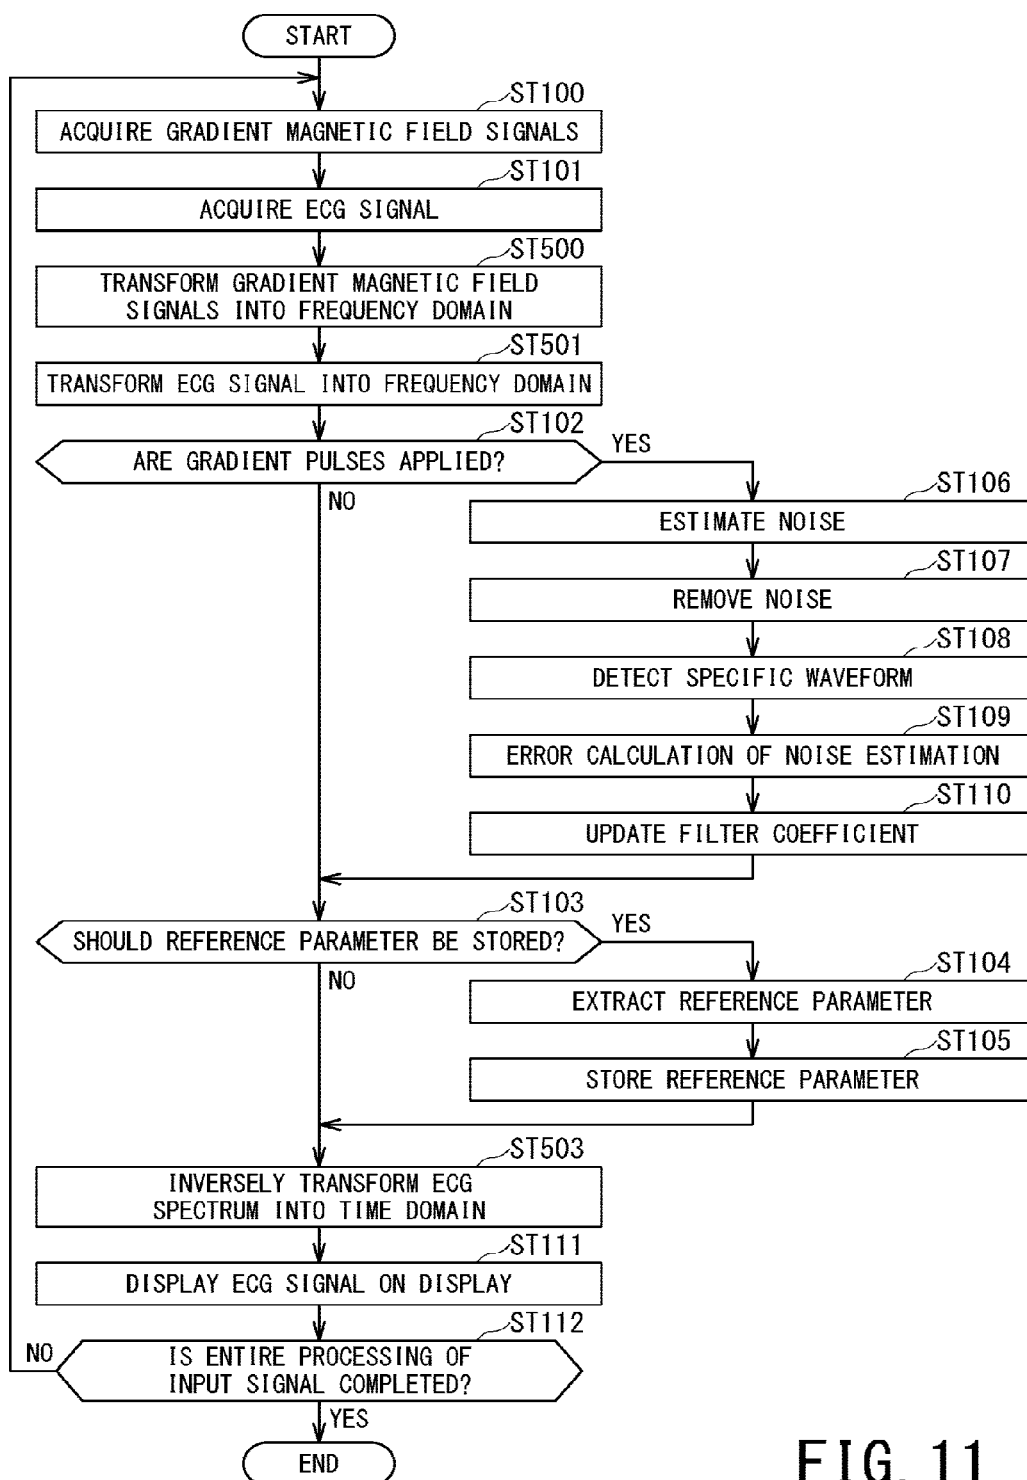 START
ST100
ACQUIRE GRADIENT MAGNETIC FIELD SIGNALS
ST101
ACQUIRE ECG SIGNAL
ST500
TRANSFORM GRADIENT MAGNETIC FIELD
SIGNALS INTO FREQUENCY DOMAIN
ST501
TRANSFORM ECG SIGNAL INTO FREQUENCY DOMAIN
ST102
ARE GRADIENT PULSES APPLIED?
YES
NO
ST106
ESTIMATE NOISE
ST107
REMOVE NOISE
ST108
DETECT SPECIFIC WAVEFORM
ST109
ERROR CALCULATION OF NOISE ESTIMATION
ST110
UPDATE FILTER COEFFICIENT
ST103
SHOULD REFERENCE PARAMETER BE STORED?
YES
NO
ST104
EXTRACT REFERENCE PARAMETER
ST105
STORE REFERENCE PARAMETER
ST503
INVERSELY TRANSFORM ECG
SPECTRUM INTO TIME DOMAIN
ST111
DISPLAY ECG SIGNAL ON DISPLAY
ST112
NO
IS ENTIRE PROCESSING OF
INPUT SIGNAL COMPLETED?
YES
END
FIG. 11